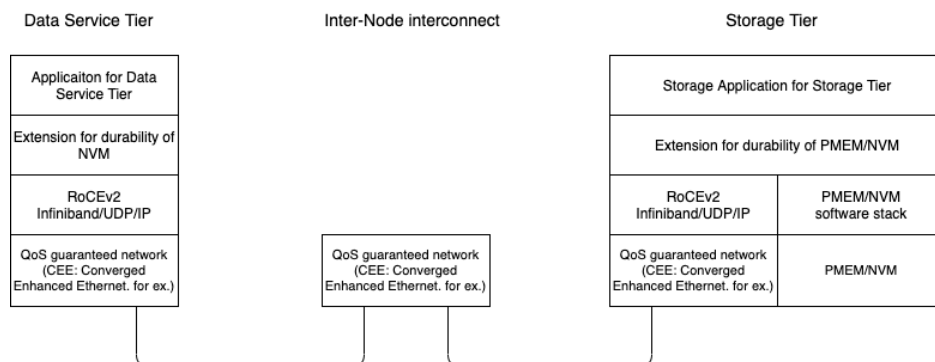 Data Service Tier
Inter-Node interconnect
Storage Tier
Applicaiton for Data
Service Tier
Extension for durability of
NVM
RoCEv2
Infiniband/UDP/IP
QoS guaranteed network
(CEE: Converged
Enhanced Ethernet. for ex.)
QoS guaranteed network
(CEE: Converged
Enhanced Ethernet. for ex.)
Storage Application for Storage Tier
Extension for durability of PMEM/NVM
RoCEv2
Infiniband/UDP/IP
PMEM/NVM
software stack
QoS guaranteed network
(CEE: Converged
Enhanced Ethernet. for ex.)
PMEM/NVM